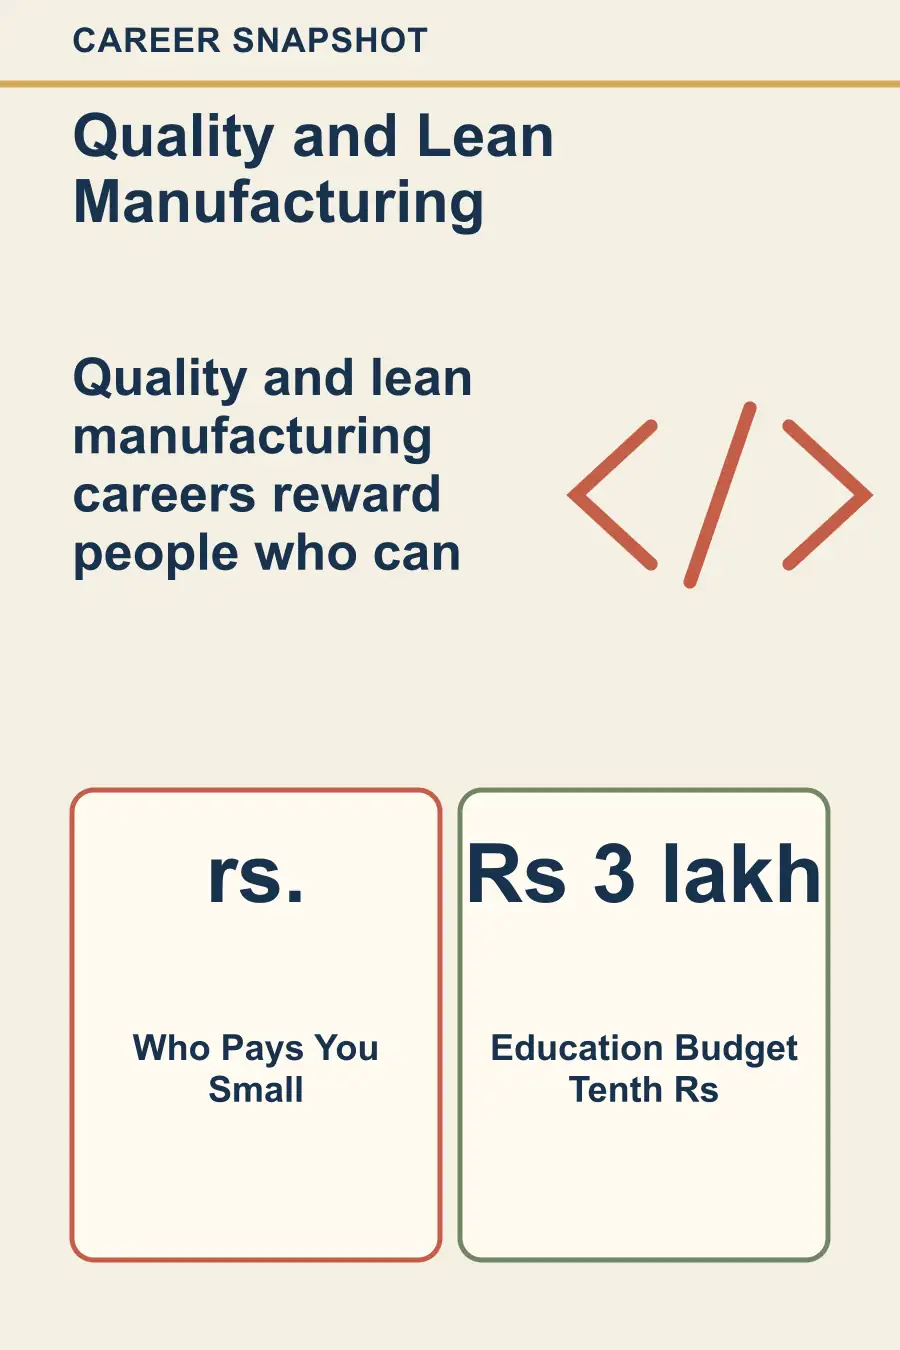 CAREER SNAPSHOT
Quality and Lean
Manufacturing
Quality and lean
manufacturing
careers reward
people who can
</>
rs.
Who Pays You
Small
Rs 3 lakh
Education Budget
Tenth Rs